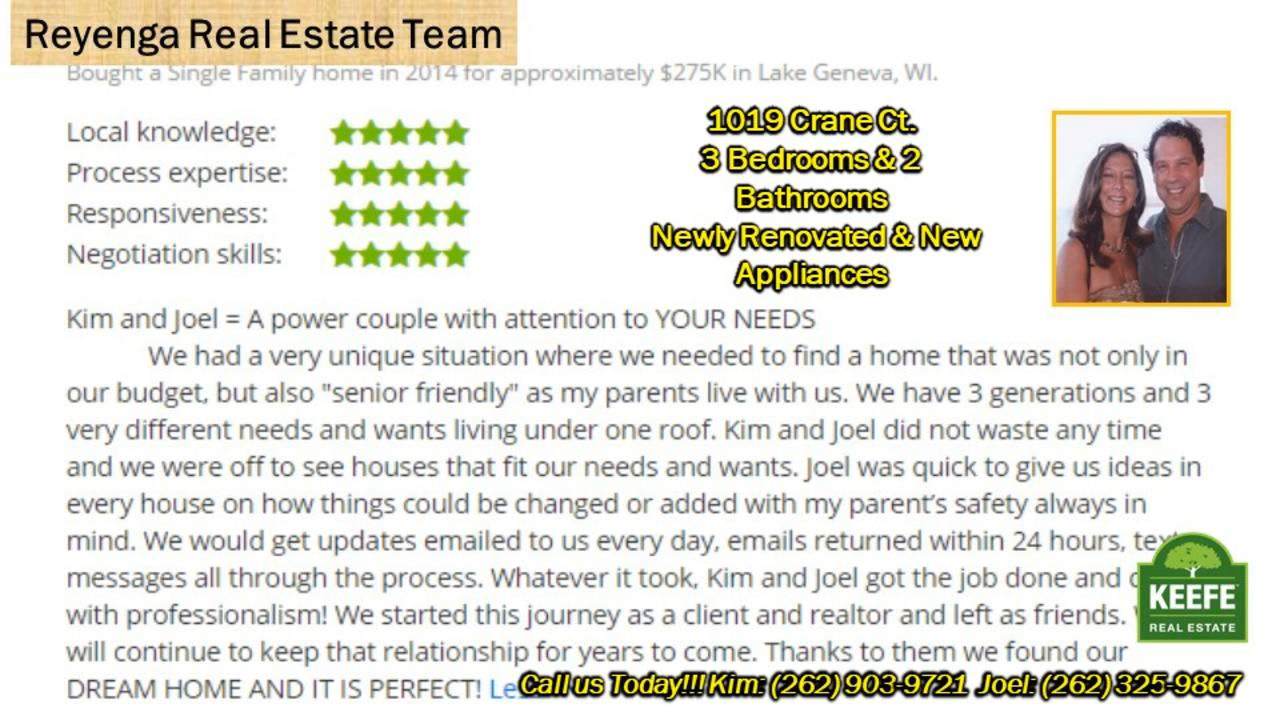 Reyenga Real Estate Team
Bought a Single Family home in 2014 for approximately $275K in Lake Geneva, WI.
Local knowledge:
Process expertise:
Responsiveness:
Negotiation skills:
1019 Crane Ct.
3 Bedrooms & 2
Bathrooms
Newly Renovated & New
Appliances
Kim and Joel = A power couple with attention to YOUR NEEDS
We had a very unique situation where we needed to find a home that was not only in
our budget, but also "senior friendly" as my parents live with us. We have 3 generations and 3
very different needs and wants living under one roof. Kim and Joel did not waste any time
and we were off to see houses that fit our needs and wants. Joel was quick to give us ideas in
every house on how things could be changed or added with my parent's safety always in
mind. We would get updates emailed to us every day, emails returned within 24 hours,
messages all through the process. Whatever it took, Kim and Joel got the job done and
with professionalism! We started this journey as a client and realtor and left as friends.
will continue to keep that relationship for years to come. Thanks to them we found our
DREAM HOME AND IT IS PERFECT!
KEEFE
REAL ESTATE
Call us Today!!! Kim: (262) 903-9721 Joel: (262) 325-9867